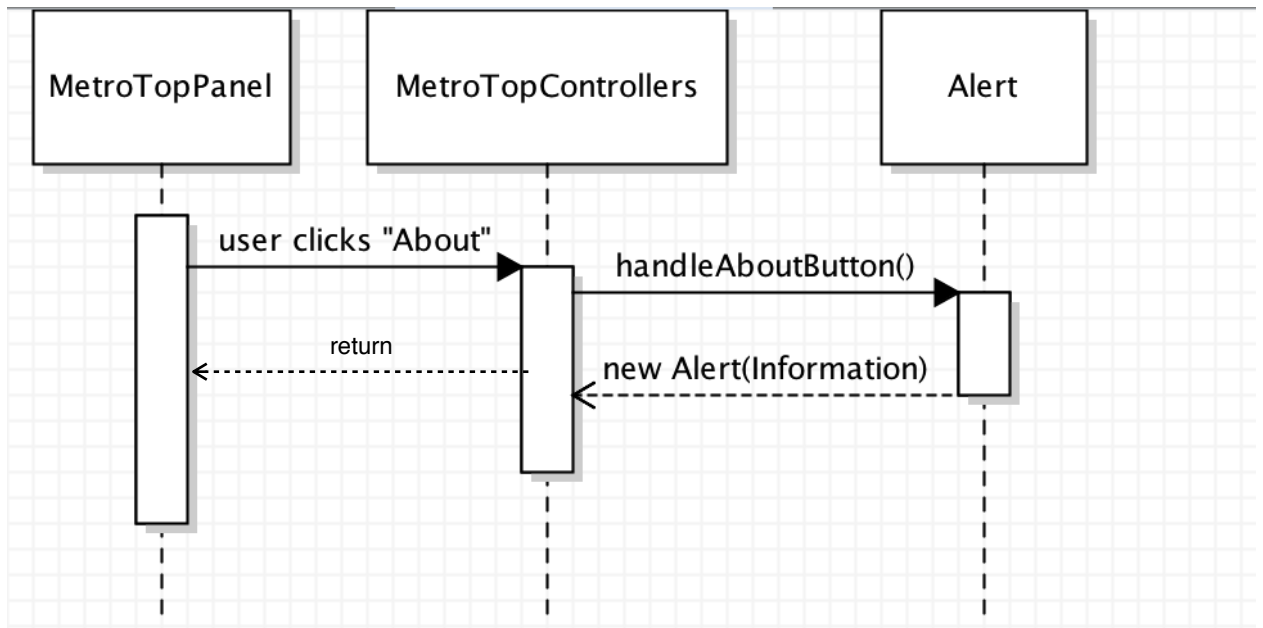 MetroTopPanel
MetroTopControllers
Alert
user clicks "About"
handleAboutButton()
return
new Alert(Information)